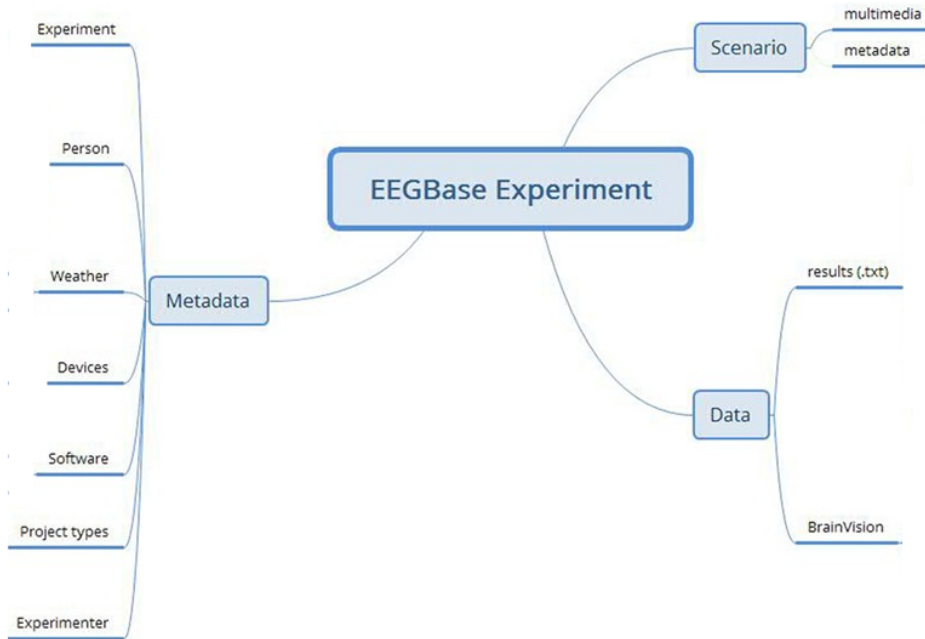 multimedia
Experiment
Scenario
metadata
Person
EEGBase Experiment
Weather
results (.txt)
Metadata
Devices
Data
Software
Project types
BrainVision
Experimenter